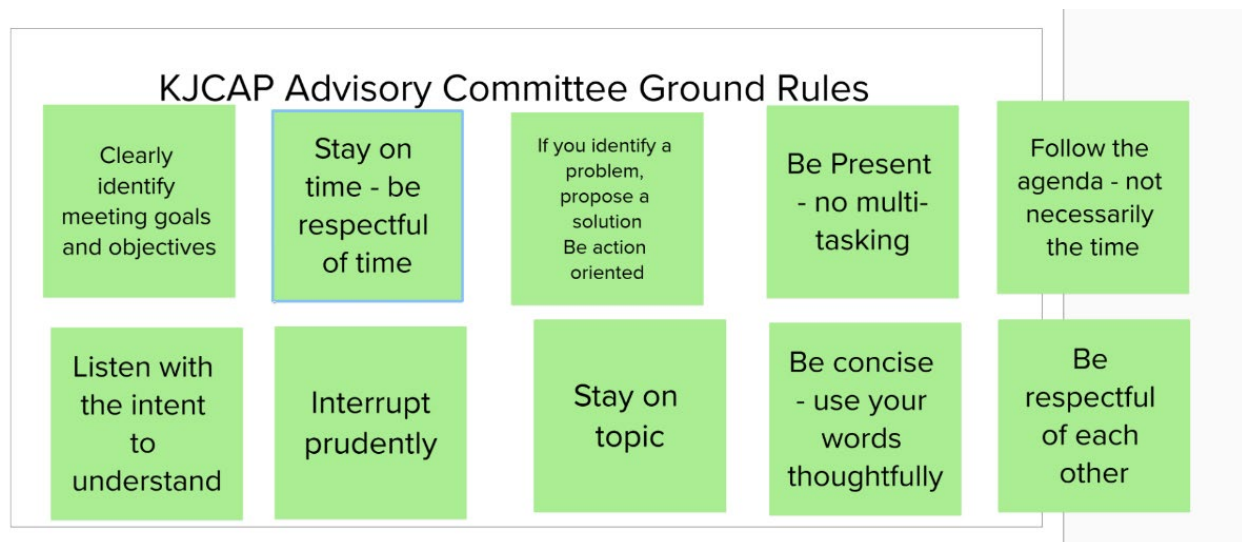 KJCAP Advisory Committee Ground Rules
Clearly
identify
meeting goals
and objectives
Stay on
time - be
respectful
of time
If you identify a
problem,
propose a
solution
Be action
oriented
Be Present
- no multi-
tasking
Follow the
agenda - not
necessarily
the time
Listen with
the intent
to
understand
Interrupt
prudently
Stay on
topic
Be concise
- use your
words
thoughtfully
Be
respectful
of each
other